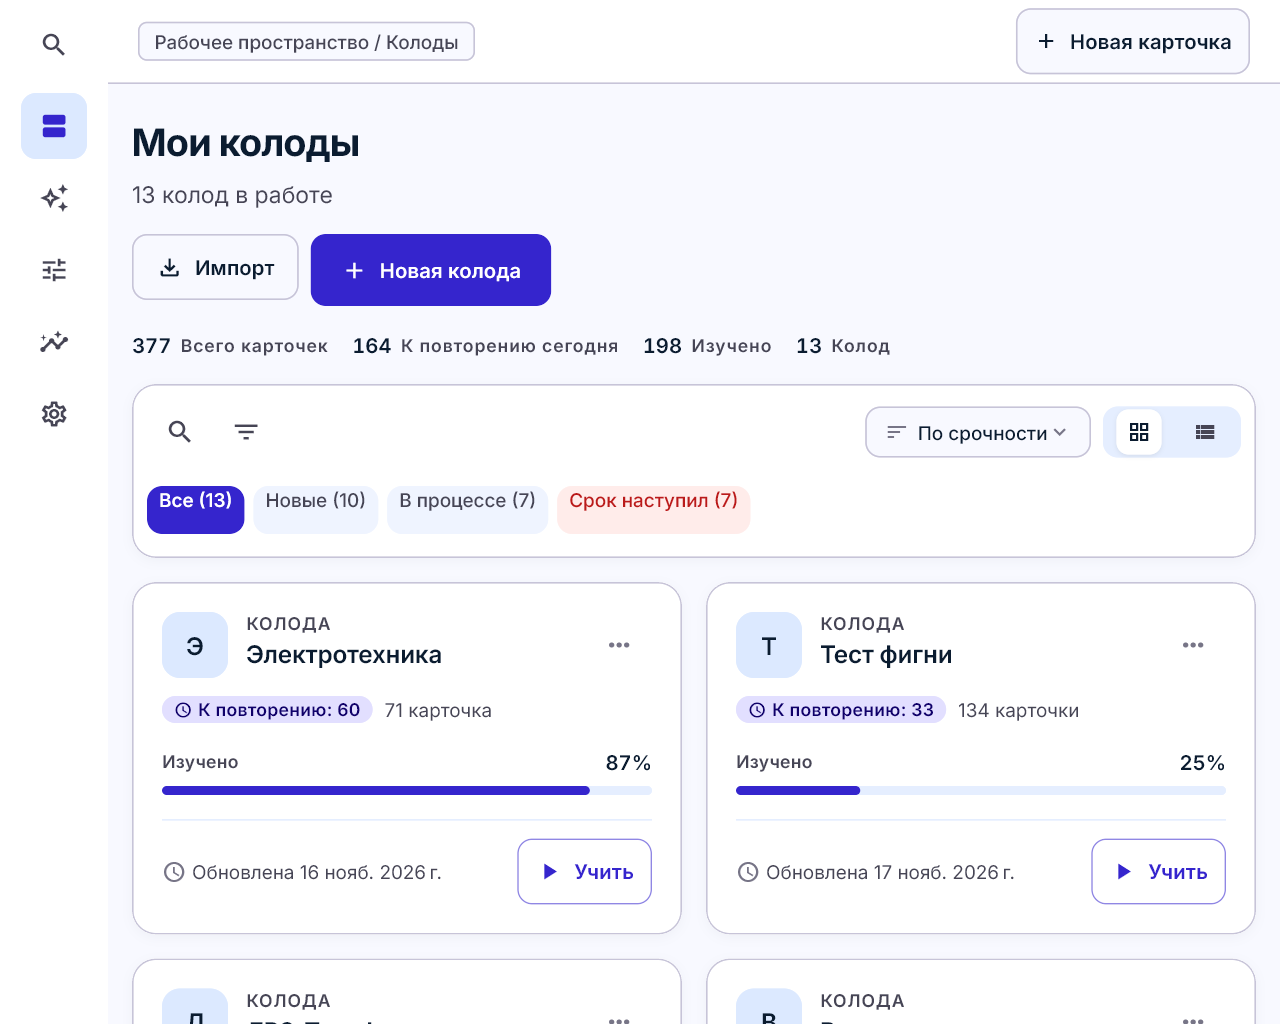 Рабочее пространство / Колоды
+ Новая карточка
Мои колоды
13 колод в работе
Импорт
+ Новая колода
377 Всего карточек 164 К повторению сегодня 198 Изучено 13 Колод
По срочности
Все (13) Новые (10) В процессе (7) Срок наступил (7)
Э
КОЛОДА
Электротехника
К повторению: 60 71 карточка
Изучено 87%
Обновлена 16 нояб. 2026 г.
Учить
Т
КОЛОДА
Тест фигни
К повторению: 33 134 карточки
Изучено 25%
Обновлена 17 нояб. 2026 г.
Учить
КОЛОДА
В
КОЛОДА